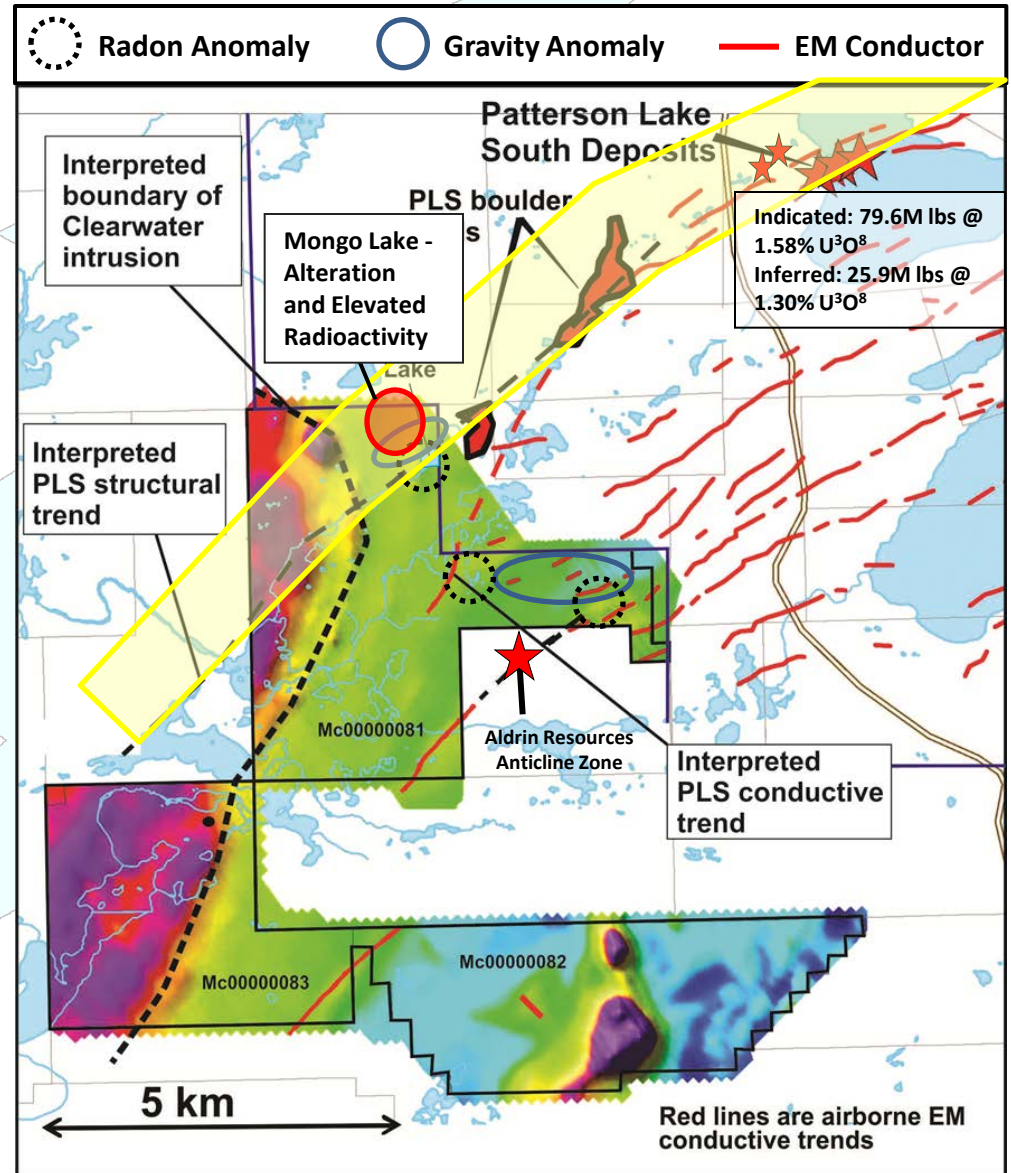 Radon Anomaly
Gravity Anomaly
EM Conductor
Patterson Lake
South Deposits
Interpreted
boundary of
Clearwater
intrusion
PLS boulder
s
Mongo Lake -
Alteration
and Elevated
Radioactivity
Lake
Indicated: 79.6M lbs @
1.58% U³O⁸
Inferred: 25.9M lbs @
1.30% U³O⁸
Interpreted
PLS structural
trend
Mc00000081
Aldrin Resources
Anticline Zone
Interpreted
PLS conductive
trend
Mc00000082
Mc00000083
5 km
Red lines are airborne EM
conductive trends